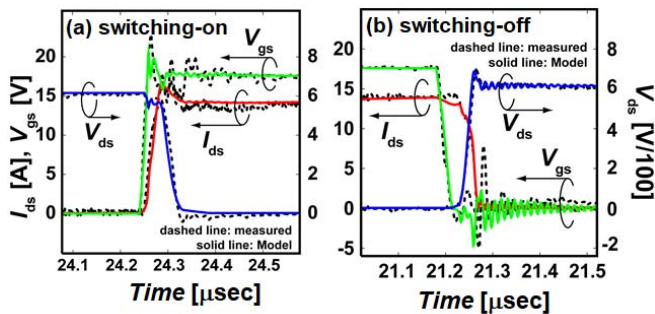 (a) switching-on
(b) switching-off
I_ds [A], V_gs [V]
20
15
10
5
0
8
6
4
2
0
V_gs
V_ds
I_ds
dashed line: measured
solid line: Model
24.1 24.2 24.3 24.4 24.5
Time [μsec]
20
15
10
5
0
-5
8
6
4
2
0
-2
dashed line: measured
solid line: Model
V_ds
I_ds
V_gs
V_ds [V/100]
21.1 21.2 21.3 21.4 21.5
Time [μsec]